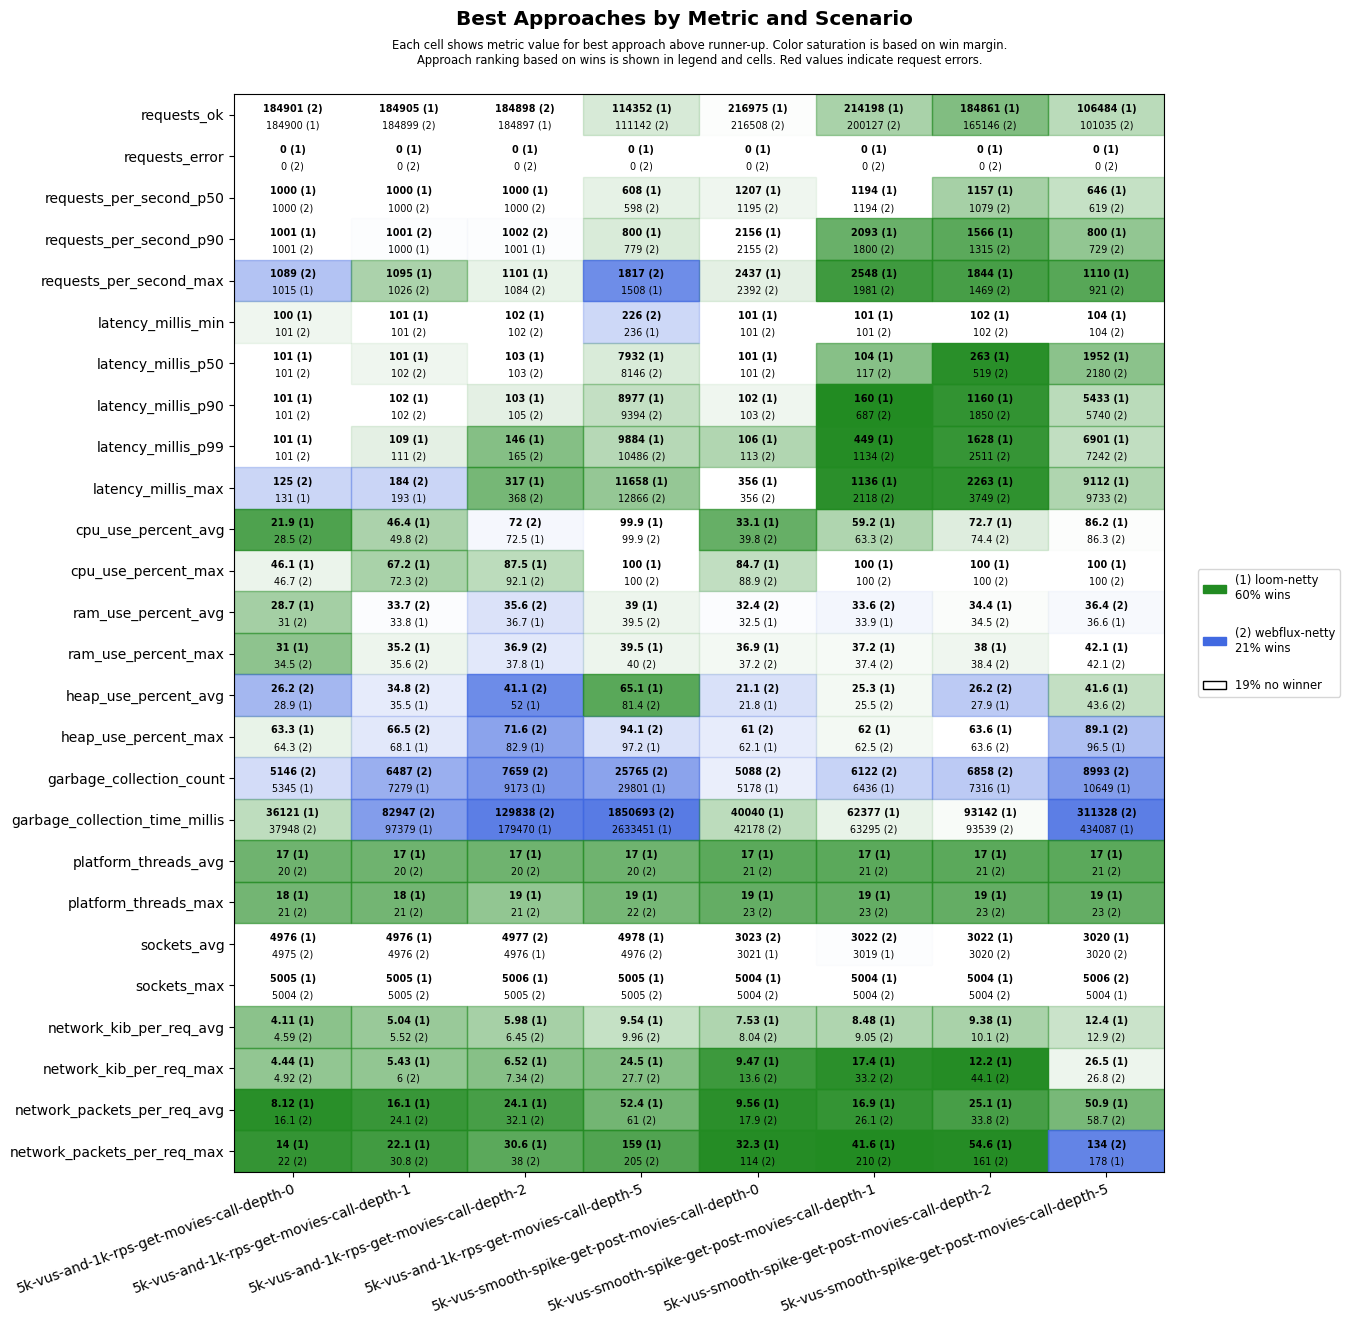 Best Approaches by Metric and Scenario
Each cell shows metric value for best approach above runner-up. Color saturation is based on win margin.
Approach ranking based on wins is shown in legend and cells. Red values indicate request errors.
requests_ok
184901 (2) 184905 (1) 184898 (2) 114352 (1) 216975 (1) 214198 (1) 184861 (1) 106484 (1)
184900 (1) 184899 (2) 184897 (1) 111142 (2) 216508 (2) 200127 (2) 165146 (2) 101035 (2)
requests_error
0 (1) 0 (1) 0 (1) 0 (1) 0 (1) 0 (1) 0 (1) 0 (1)
0 (2) 0 (2) 0 (2) 0 (2) 0 (2) 0 (2) 0 (2) 0 (2)
requests_per_second_p50
1000 (1) 1000 (1) 1000 (1) 608 (1) 1207 (1) 1194 (1) 1157 (1) 646 (1)
1000 (2) 1000 (2) 1000 (2) 598 (2) 1195 (2) 1194 (2) 1079 (2) 619 (2)
requests_per_second_p90
1001 (1) 1001 (2) 1002 (2) 800 (1) 2156 (1) 2093 (1) 1566 (1) 800 (1)
1001 (2) 1000 (1) 1001 (1) 779 (2) 2155 (2) 1800 (2) 1315 (2) 729 (2)
requests_per_second_max
1089 (2) 1095 (1) 1101 (1) 1817 (2) 2437 (1) 2548 (1) 1844 (1) 1110 (1)
1015 (1) 1026 (2) 1084 (2) 1508 (1) 2392 (2) 1981 (2) 1469 (2) 921 (2)
latency_millis_min
100 (1) 101 (1) 102 (1) 226 (2) 101 (1) 101 (1) 102 (1) 104 (1)
101 (2) 101 (2) 102 (2) 236 (1) 101 (2) 101 (2) 102 (2) 104 (2)
latency_millis_p50
101 (1) 101 (1) 103 (1) 7932 (1) 101 (1) 104 (1) 263 (1) 1952 (1)
101 (2) 102 (2) 103 (2) 8146 (2) 101 (2) 117 (2) 519 (2) 2180 (2)
latency_millis_p90
101 (1) 102 (1) 103 (1) 8977 (1) 102 (1) 160 (1) 1160 (1) 5433 (1)
101 (2) 102 (2) 105 (2) 9394 (2) 103 (2) 687 (2) 1850 (2) 5740 (2)
latency_millis_p99
101 (1) 109 (1) 146 (1) 9884 (1) 106 (1) 449 (1) 1628 (1) 6901 (1)
101 (2) 111 (2) 165 (2) 10486 (2) 113 (2) 1134 (2) 2511 (2) 7242 (2)
latency_millis_max
125 (2) 184 (2) 317 (1) 11658 (1) 356 (1) 1136 (1) 2263 (1) 9112 (1)
131 (1) 193 (1) 368 (2) 12866 (2) 356 (2) 2118 (2) 3749 (2) 9733 (2)
cpu_use_percent_avg
21.9 (1) 46.4 (1) 72 (2) 99.9 (1) 33.1 (1) 59.2 (1) 72.7 (1) 86.2 (1)
28.5 (2) 49.8 (2) 72.5 (1) 99.9 (2) 39.8 (2) 63.3 (2) 74.4 (2) 86.3 (2)
cpu_use_percent_max
46.1 (1) 67.2 (1) 87.5 (1) 100 (1) 84.7 (1) 100 (1) 100 (1) 100 (1)
46.7 (2) 72.3 (2) 92.1 (2) 100 (2) 88.9 (2) 100 (2) 100 (2) 100 (2)
ram_use_percent_avg
28.7 (1) 33.7 (2) 35.6 (2) 39 (1) 32.4 (2) 33.6 (2) 34.4 (1) 36.4 (2)
31 (2) 33.8 (1) 36.7 (1) 39.5 (2) 32.5 (1) 33.9 (1) 34.5 (2) 36.6 (1)
ram_use_percent_max
31 (1) 35.2 (1) 36.9 (2) 39.5 (1) 36.9 (1) 37.2 (1) 38 (1) 42.1 (1)
34.5 (2) 35.6 (2) 37.8 (1) 40 (2) 37.2 (2) 37.4 (2) 38.4 (2) 42.1 (2)
heap_use_percent_avg
26.2 (2) 34.8 (2) 41.1 (2) 65.1 (1) 21.1 (2) 25.3 (1) 26.2 (2) 41.6 (1)
28.9 (1) 35.5 (1) 52 (1) 81.4 (2) 21.8 (1) 25.5 (2) 27.9 (1) 43.6 (2)
heap_use_percent_max
63.3 (1) 66.5 (2) 71.6 (2) 94.1 (2) 61 (2) 62 (1) 63.6 (1) 89.1 (2)
64.3 (2) 68.1 (1) 82.9 (1) 97.2 (1) 62.1 (1) 62.5 (2) 63.6 (2) 96.5 (1)
garbage_collection_count
5146 (2) 6487 (2) 7659 (2) 25765 (2) 5088 (2) 6122 (2) 6858 (2) 8993 (2)
5345 (1) 7279 (1) 9173 (1) 29801 (1) 5178 (1) 6436 (1) 7316 (1) 10649 (1)
garbage_collection_time_millis
36121 (1) 82947 (2) 129838 (2) 1850693 (2) 40040 (1) 62377 (1) 93142 (1) 311328 (2)
37948 (2) 97379 (1) 179470 (1) 2633451 (1) 42178 (2) 63295 (2) 93539 (2) 434087 (1)
platform_threads_avg
17 (1) 17 (1) 17 (1) 17 (1) 17 (1) 17 (1) 17 (1) 17 (1)
20 (2) 20 (2) 20 (2) 20 (2) 21 (2) 21 (2) 21 (2) 21 (2)
platform_threads_max
18 (1) 18 (1) 19 (1) 19 (1) 19 (1) 19 (1) 19 (1) 19 (1)
21 (2) 21 (2) 21 (2) 22 (2) 23 (2) 23 (2) 23 (2) 23 (2)
sockets_avg
4976 (1) 4976 (1) 4977 (2) 4978 (1) 3023 (2) 3022 (2) 3022 (1) 3020 (1)
4975 (2) 4976 (2) 4976 (1) 4976 (2) 3021 (1) 3019 (1) 3020 (2) 3020 (2)
sockets_max
5005 (1) 5005 (1) 5006 (1) 5005 (1) 5004 (1) 5004 (1) 5004 (1) 5006 (2)
5004 (2) 5005 (2) 5005 (2) 5005 (2) 5004 (2) 5004 (2) 5004 (2) 5004 (1)
network_kib_per_req_avg
4.11 (1) 5.04 (1) 5.98 (1) 9.54 (1) 7.53 (1) 8.48 (1) 9.38 (1) 12.4 (1)
4.59 (2) 5.52 (2) 6.45 (2) 9.96 (2) 8.04 (2) 9.05 (2) 10.1 (2) 12.9 (2)
network_kib_per_req_max
4.44 (1) 5.43 (1) 6.52 (1) 24.5 (1) 9.47 (1) 17.4 (1) 12.2 (1) 26.5 (1)
4.92 (2) 6 (2) 7.34 (2) 27.7 (2) 13.6 (2) 33.2 (2) 44.1 (2) 26.8 (2)
network_packets_per_req_avg
8.12 (1) 16.1 (1) 24.1 (1) 52.4 (1) 9.56 (1) 16.9 (1) 25.1 (1) 50.9 (1)
16.1 (2) 24.1 (2) 32.1 (2) 61 (2) 17.9 (2) 26.1 (2) 33.8 (2) 58.7 (2)
network_packets_per_req_max
14 (1) 22.1 (1) 30.6 (1) 159 (1) 32.3 (1) 41.6 (1) 54.6 (1) 134 (2)
22 (2) 30.8 (2) 38 (2) 205 (2) 114 (2) 210 (2) 161 (2) 178 (1)
5k-vus-and-1k-rps-get-movies-call-depth-0
5k-vus-and-1k-rps-get-movies-call-depth-1
5k-vus-and-1k-rps-get-movies-call-depth-2
5k-vus-and-1k-rps-get-movies-call-depth-5
5k-vus-smooth-spike-get-post-movies-call-depth-0
5k-vus-smooth-spike-get-post-movies-call-depth-1
5k-vus-smooth-spike-get-post-movies-call-depth-2
5k-vus-smooth-spike-get-post-movies-call-depth-5
(1) loom-netty
60% wins
(2) webflux-netty
21% wins
19% no winner